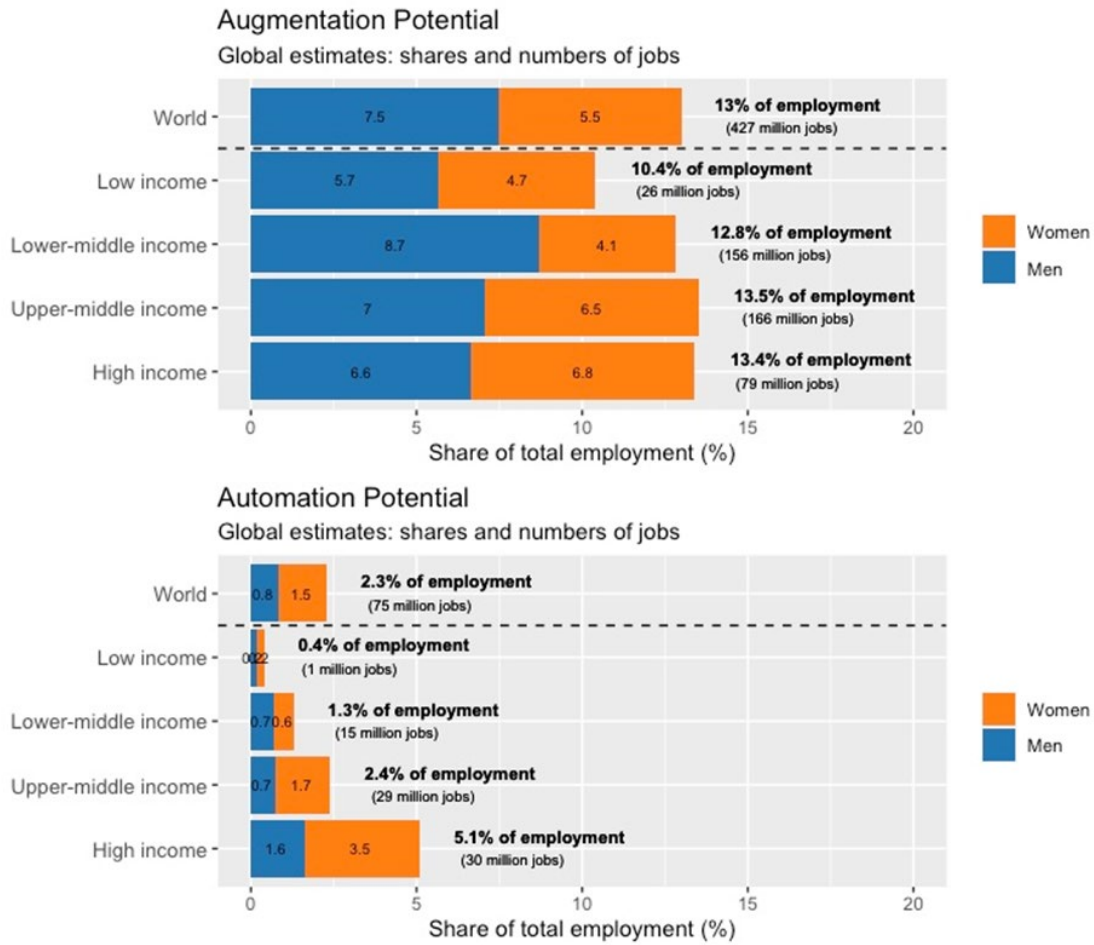 Augmentation Potential
Global estimates: shares and numbers of jobs
World
7.5
5.5
13% of employment
(427 million jobs)
Low income
5.7
4.7
10.4% of employment
(26 million jobs)
Lower-middle income
8.7
4.1
12.8% of employment
(156 million jobs)
Upper-middle income
7
6.5
13.5% of employment
(166 million jobs)
High income
6.6
6.8
13.4% of employment
(79 million jobs)
Women
Men
0 5 10 15 20
Share of total employment (%)
Automation Potential
Global estimates: shares and numbers of jobs
World
0.8
1.5
2.3% of employment
(75 million jobs)
Low income
0.4% of employment
(1 million jobs)
Lower-middle income
0.7
0.6
1.3% of employment
(15 million jobs)
Upper-middle income
0.7
1.7
2.4% of employment
(29 million jobs)
High income
1.6
3.5
5.1% of employment
(30 million jobs)
Women
Men
0 5 10 15 20
Share of total employment (%)